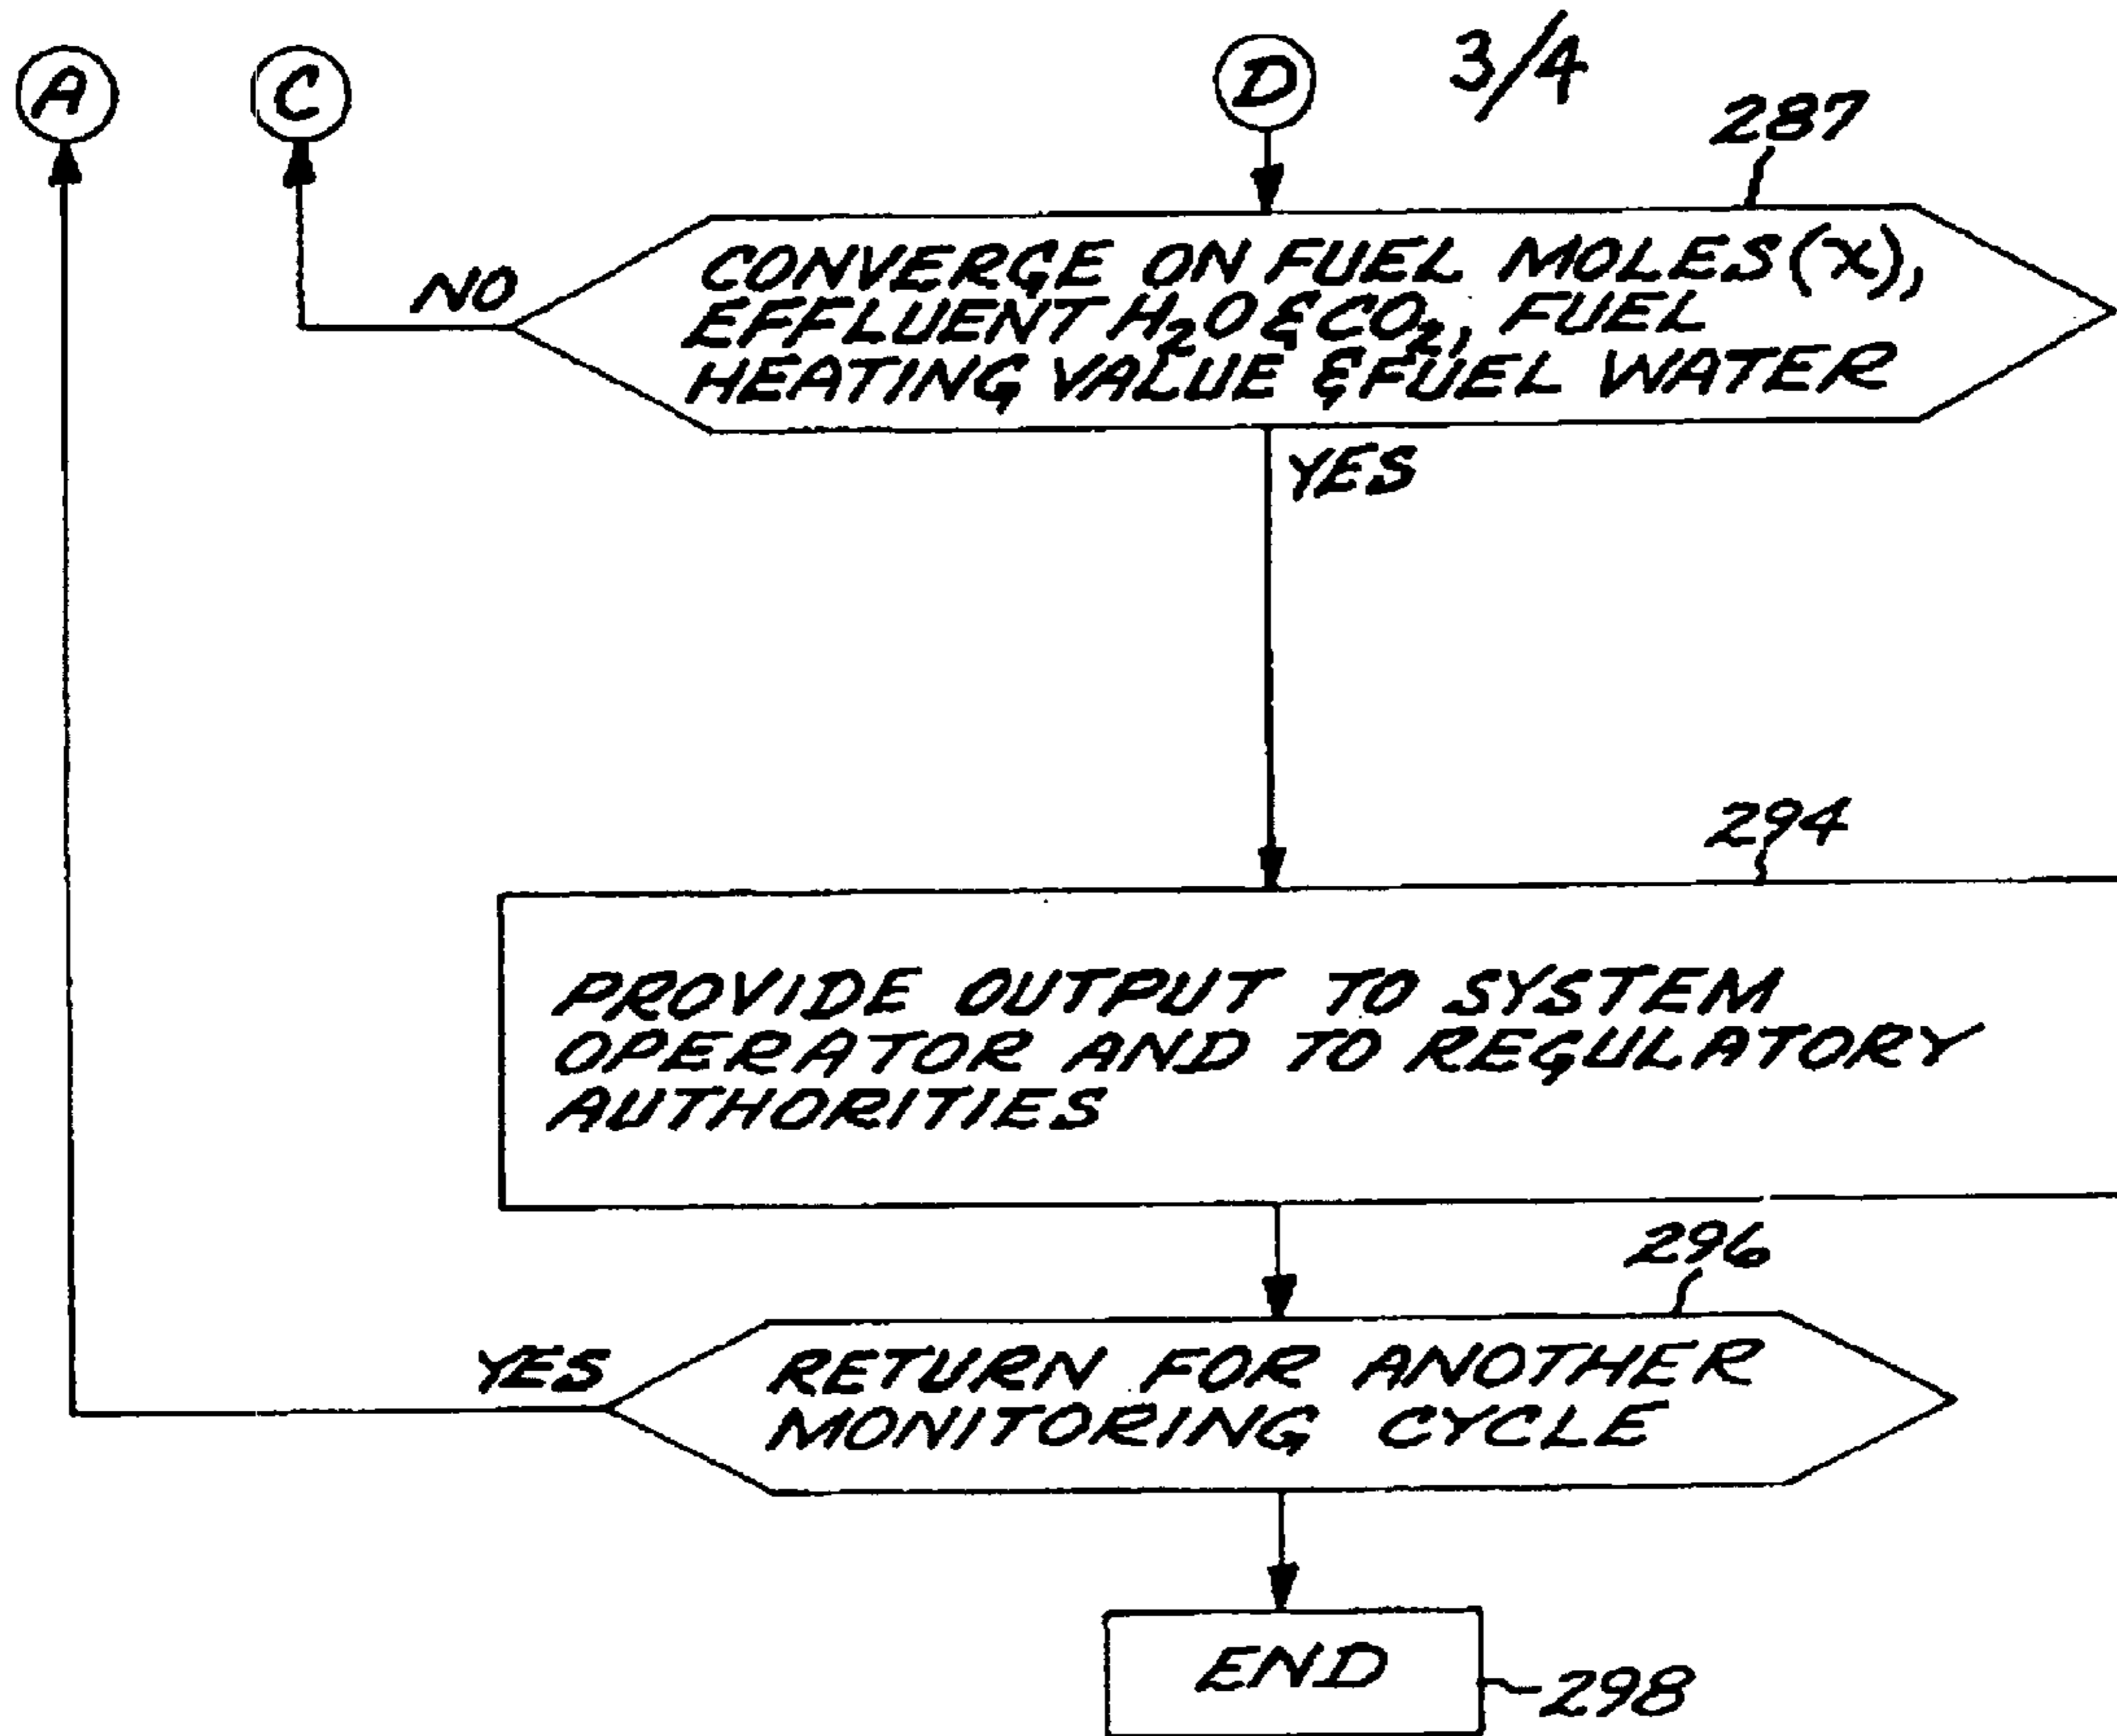 A
C
D
3/4
287
CONVERGE ON FUEL MOLES(X),
EFFLUENT H₂O & CO₂, FUEL
HEATING VALUE & FUEL WATER
NO
YES
294
PROVIDE OUTPUT TO SYSTEM
OPERATOR AND TO REGULATORY
AUTHORITIES
296
YES
RETURN FOR ANOTHER
MONITORING CYCLE
END
298